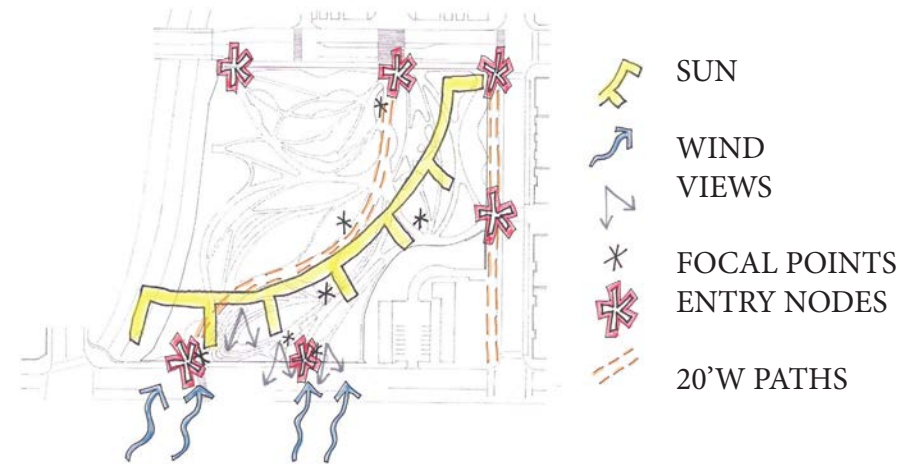 SUN
WIND
VIEWS
FOCAL POINTS
ENTRY NODES
20’W PATHS